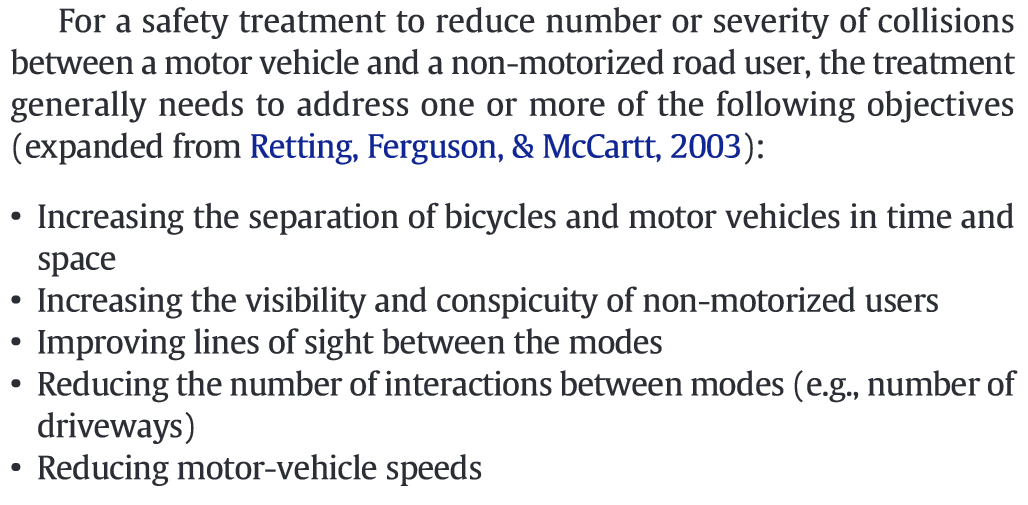 For a safety treatment to reduce number or severity of collisions
between a motor vehicle and a non-motorized road user, the treatment
generally needs to address one or more of the following objectives
(expanded from Retting, Ferguson, & McCartt, 2003):
• Increasing the separation of bicycles and motor vehicles in time and
space
• Increasing the visibility and conspicuity of non-motorized users
• Improving lines of sight between the modes
• Reducing the number of interactions between modes (e.g., number of
driveways)
• Reducing motor-vehicle speeds